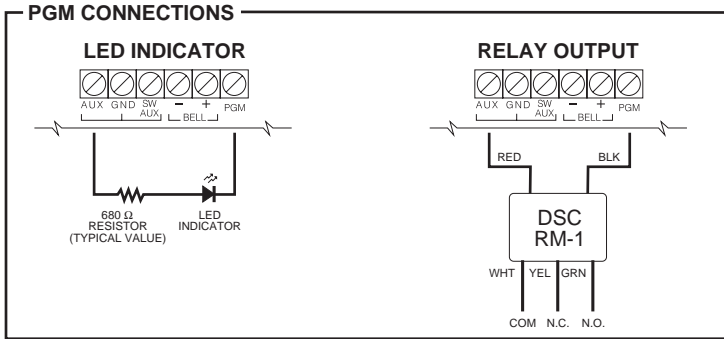 PGM CONNECTIONS
LED INDICATOR
AUX GND SW AUX − + PGM
BELL
680 Ω
RESISTOR
(TYPICAL VALUE)
LED
INDICATOR
RELAY OUTPUT
AUX GND SW AUX − + PGM
BELL
RED
BLK
DSC
RM-1
WHT YEL GRN
COM N.C. N.O.